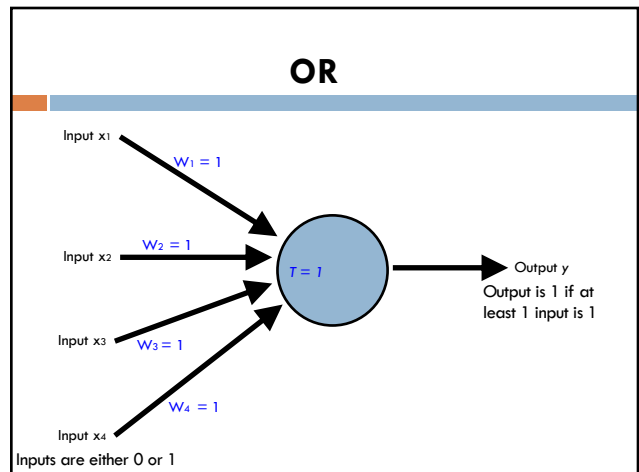 OR
Input x1
W1 = 1
Input x2
W2 = 1
T = 1
Output y
Output is 1 if at
least 1 input is 1
Input x3
W3 = 1
W4 = 1
Input x4
Inputs are either 0 or 1